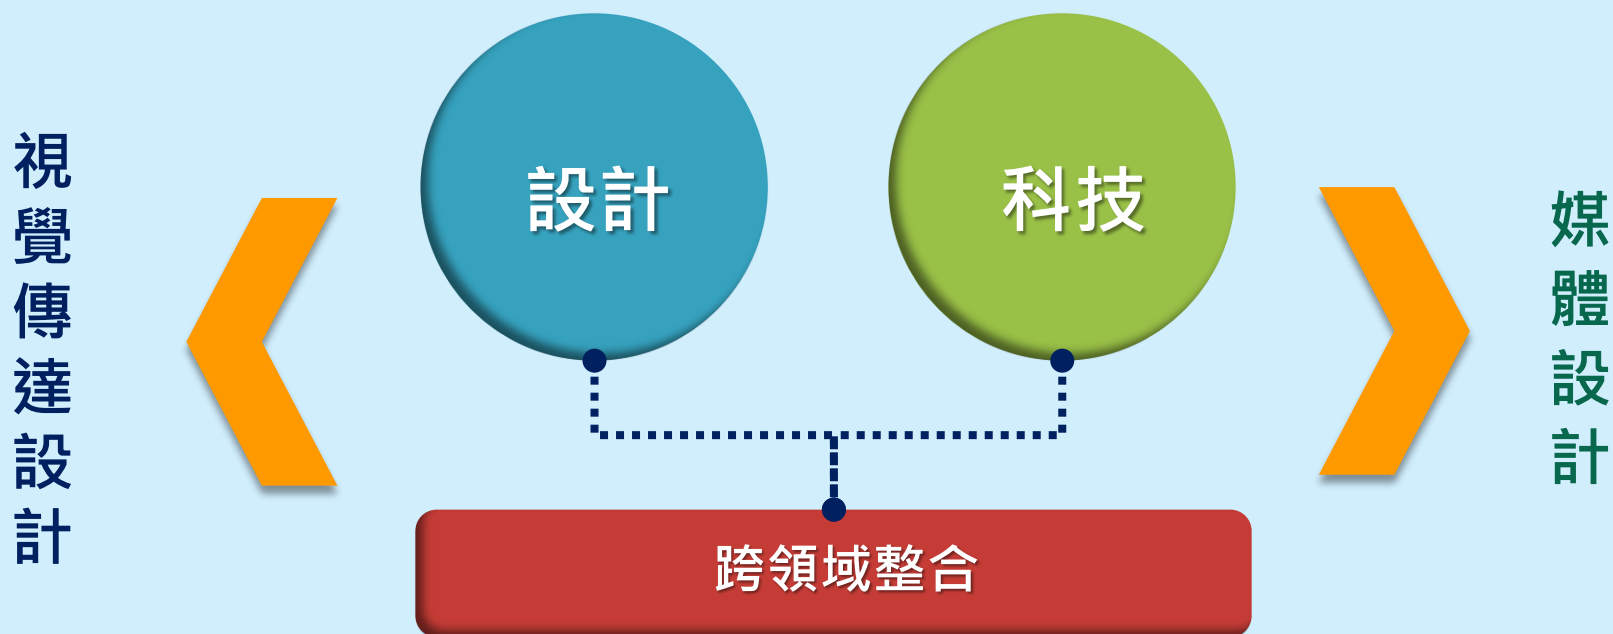 視覺傳達設計
設計
科技
跨領域整合
媒體設計